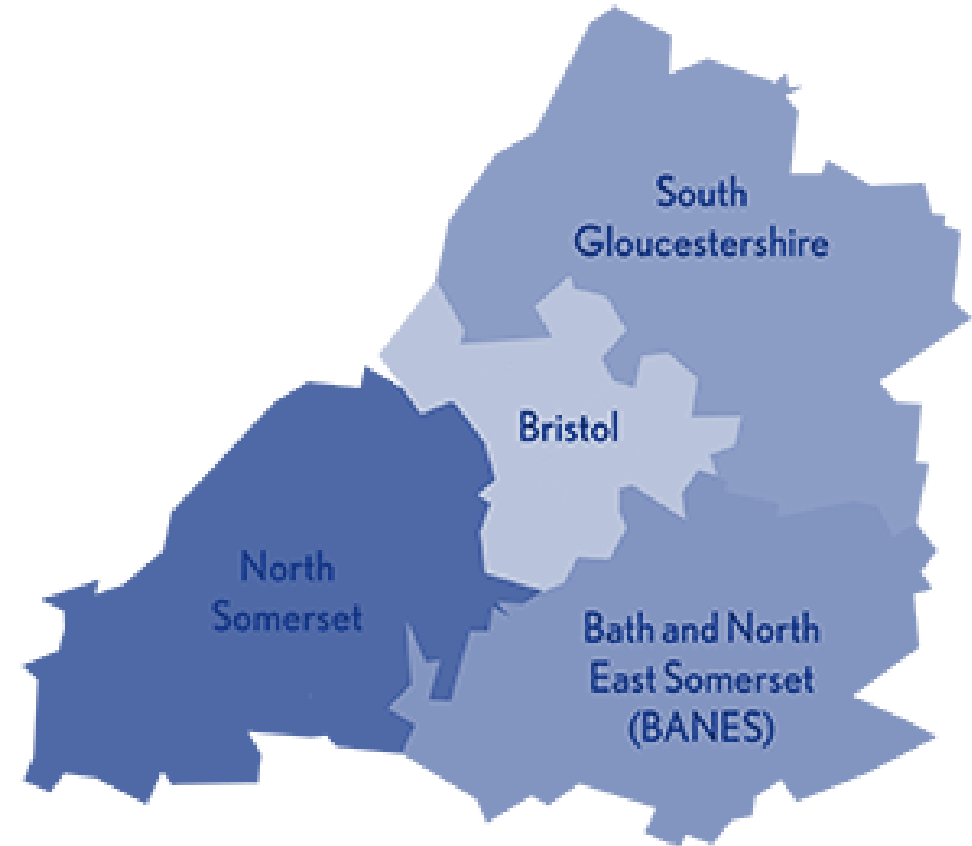 South
Gloucestershire
Bristol
North
Somerset
Bath and North
East Somerset
(BANES)